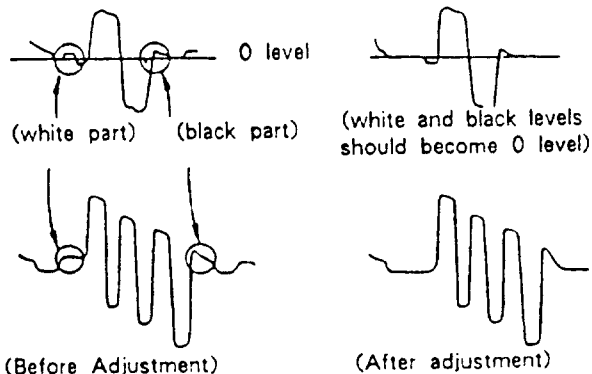 0 level
(white part)
(black part)
(white and black levels
should become 0 level)
(Before Adjustment)
(After adjustment)